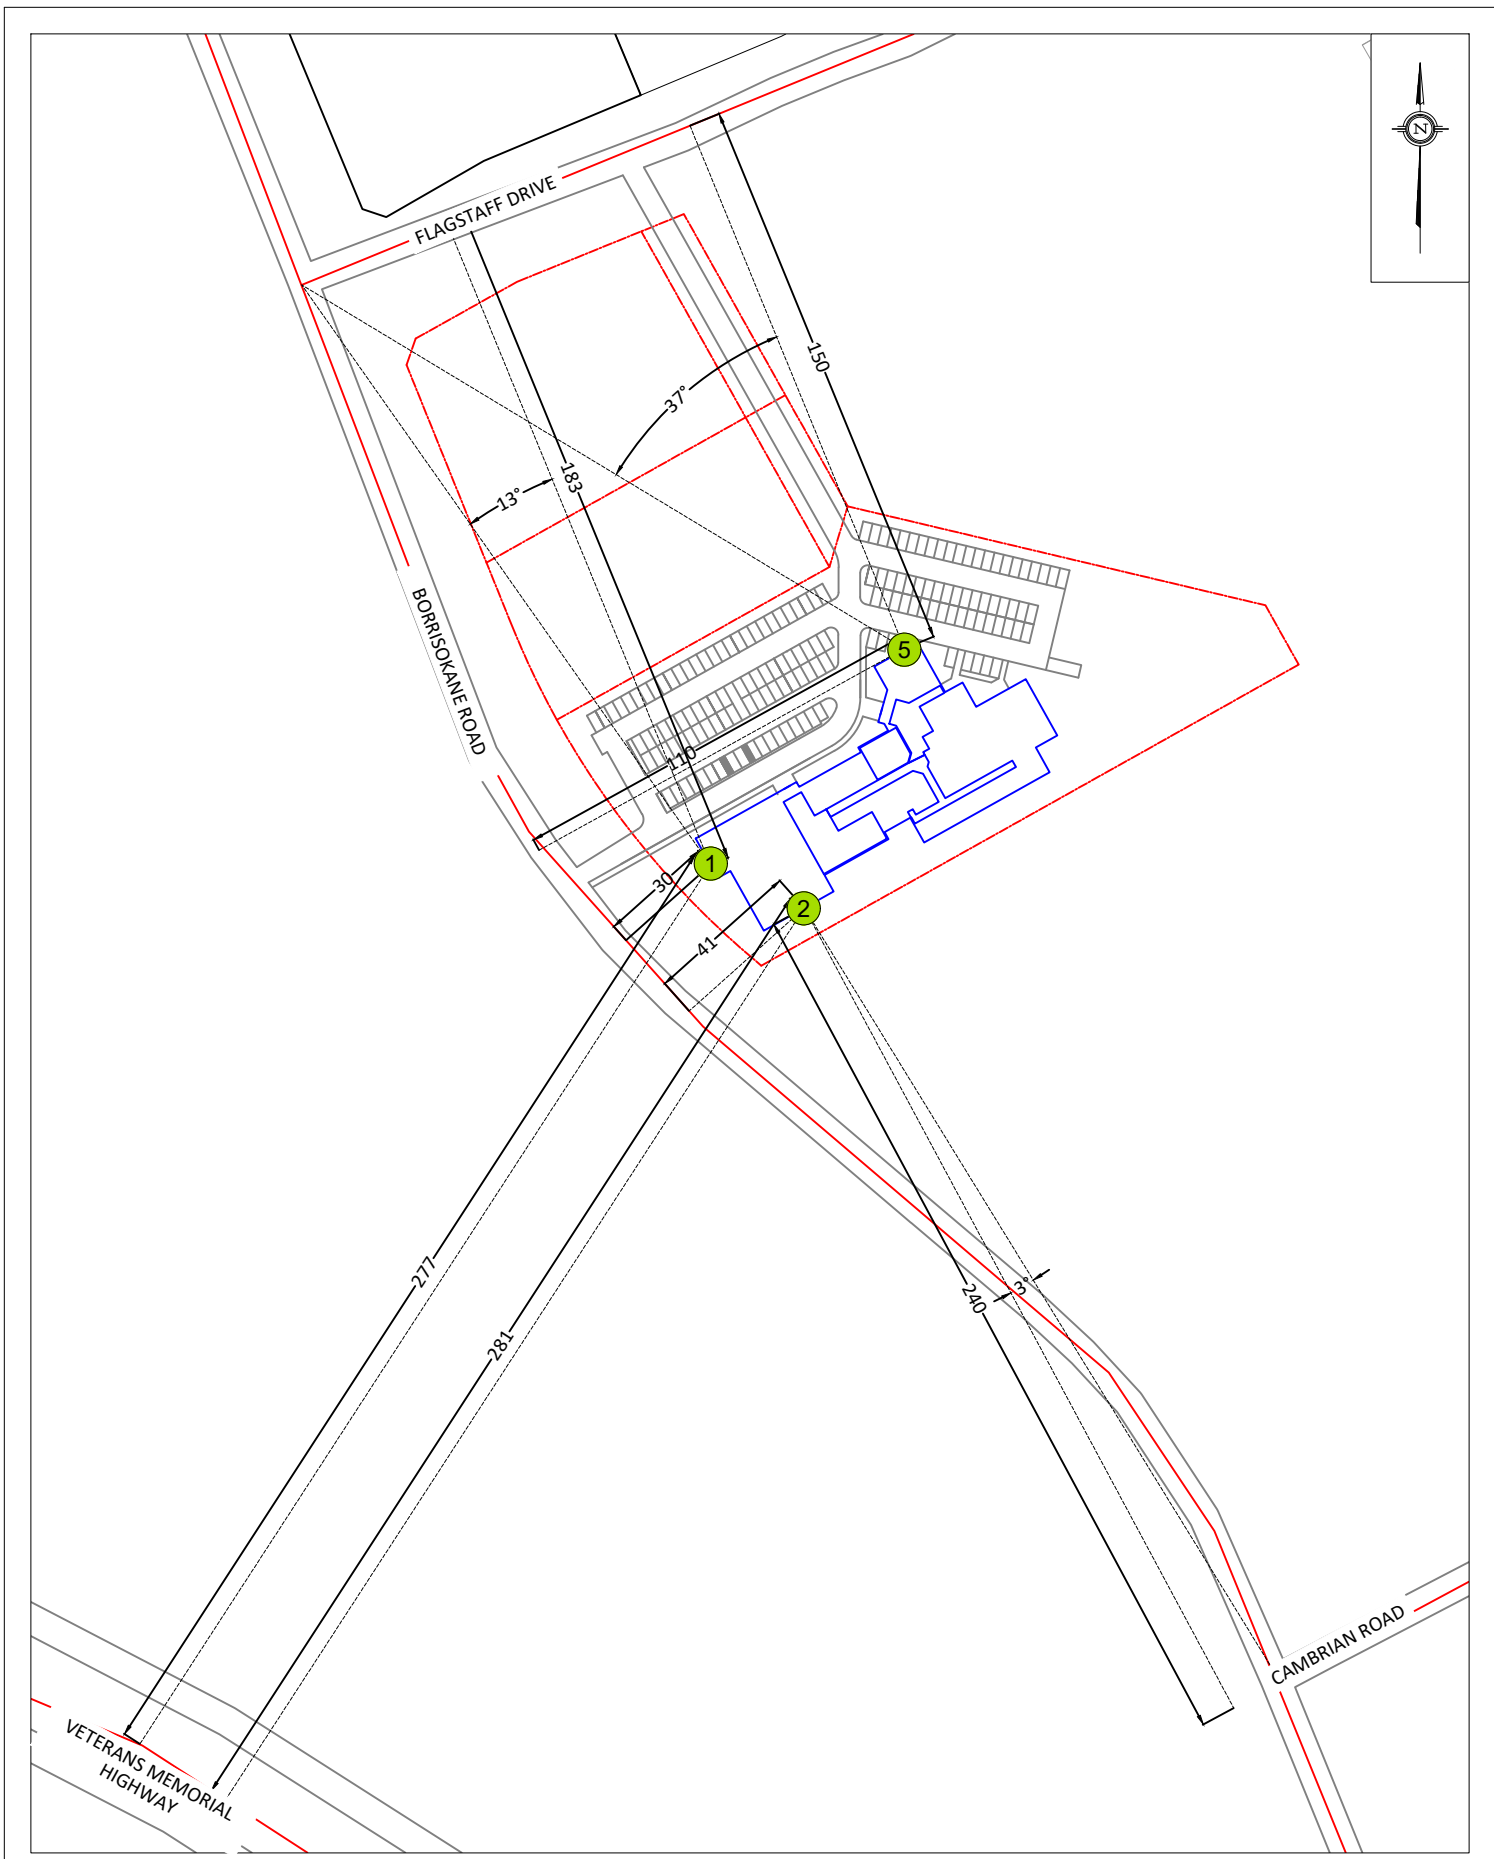 N
FLAGSTAFF DRIVE
150
37°
183
13°
BORRISOKANE ROAD
5
110
1
30
2
41
277
240
3°
281
CAMBRIAN ROAD
VETERANS MEMORIAL
HIGHWAY